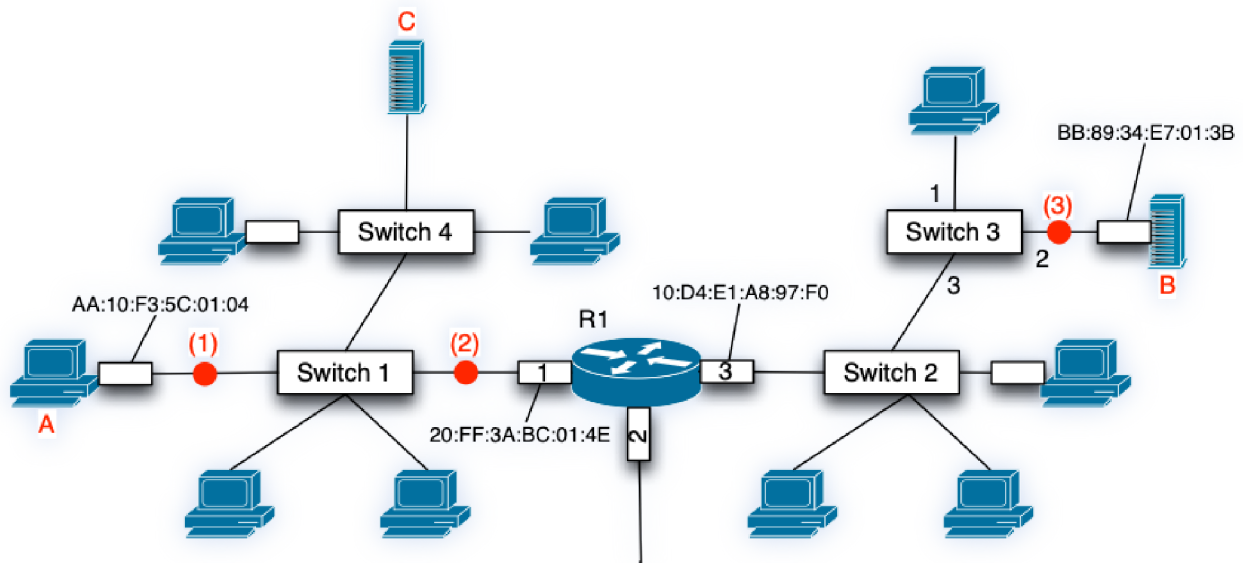 C
BB:89:34:E7:01:3B
1
(3)
Switch 4
Switch 3
2
B
3
AA:10:F3:5C:01:04
10:D4:E1:A8:97:F0
R1
(1)
(2)
Switch 1
1
3
Switch 2
A
20:FF:3A:BC:01:4E
2